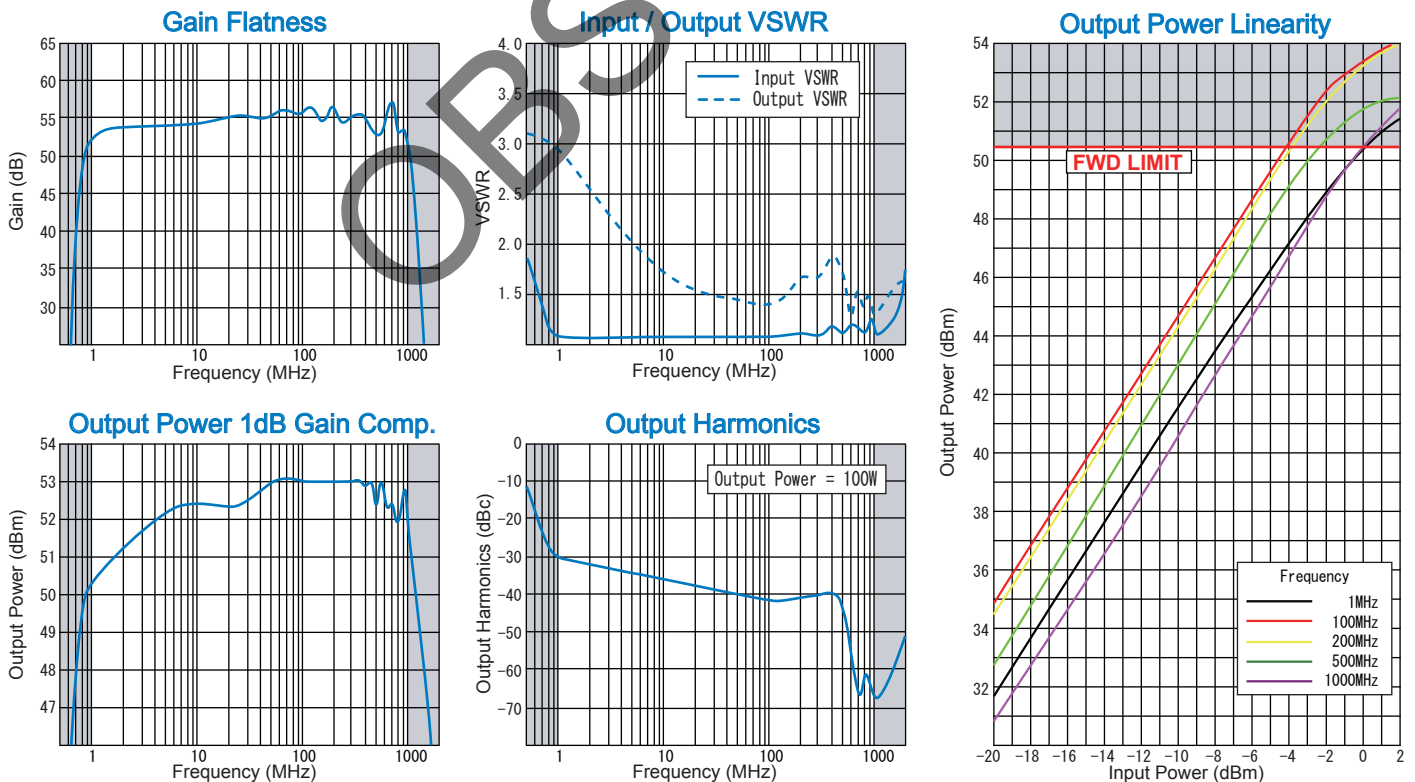 Gain Flatness
65
60
55
50
45
40
35
30
Gain (dB)
1
10
100
1000
Frequency (MHz)
Input / Output VSWR
4.0
3.5
3.0
2.5
2.0
1.5
VSWR
Input VSWR
Output VSWR
1
10
100
1000
Frequency (MHz)
OBS
Output Power 1dB Gain Comp.
54
53
52
51
50
49
48
47
Output Power (dBm)
1
10
100
1000
Frequency (MHz)
Output Harmonics
0
-10
-20
-30
-40
-50
-60
-70
Output Harmonics (dBc)
Output Power = 100W
1
10
100
1000
Frequency (MHz)
Output Power Linearity
54
52
50
48
46
44
42
40
38
36
34
32
Output Power (dBm)
FWD LIMIT
Frequency
1MHz
100MHz
200MHz
500MHz
1000MHz
-20 -18 -16 -14 -12 -10 -8 -6 -4 -2 0 2
Input Power (dBm)